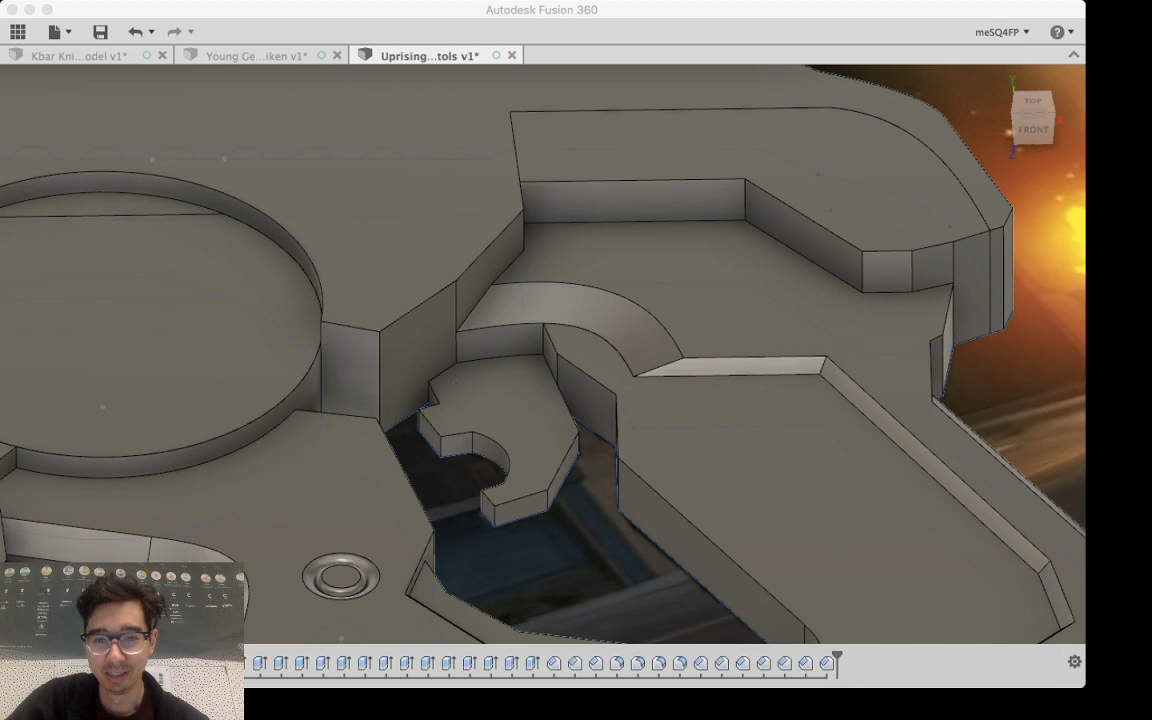 Autodesk Fusion 360
meSQ4FP
Kbar Kni...odel v1*
Young Ge...iken v1*
Uprising...tols v1*
Y
TOP
FRONT